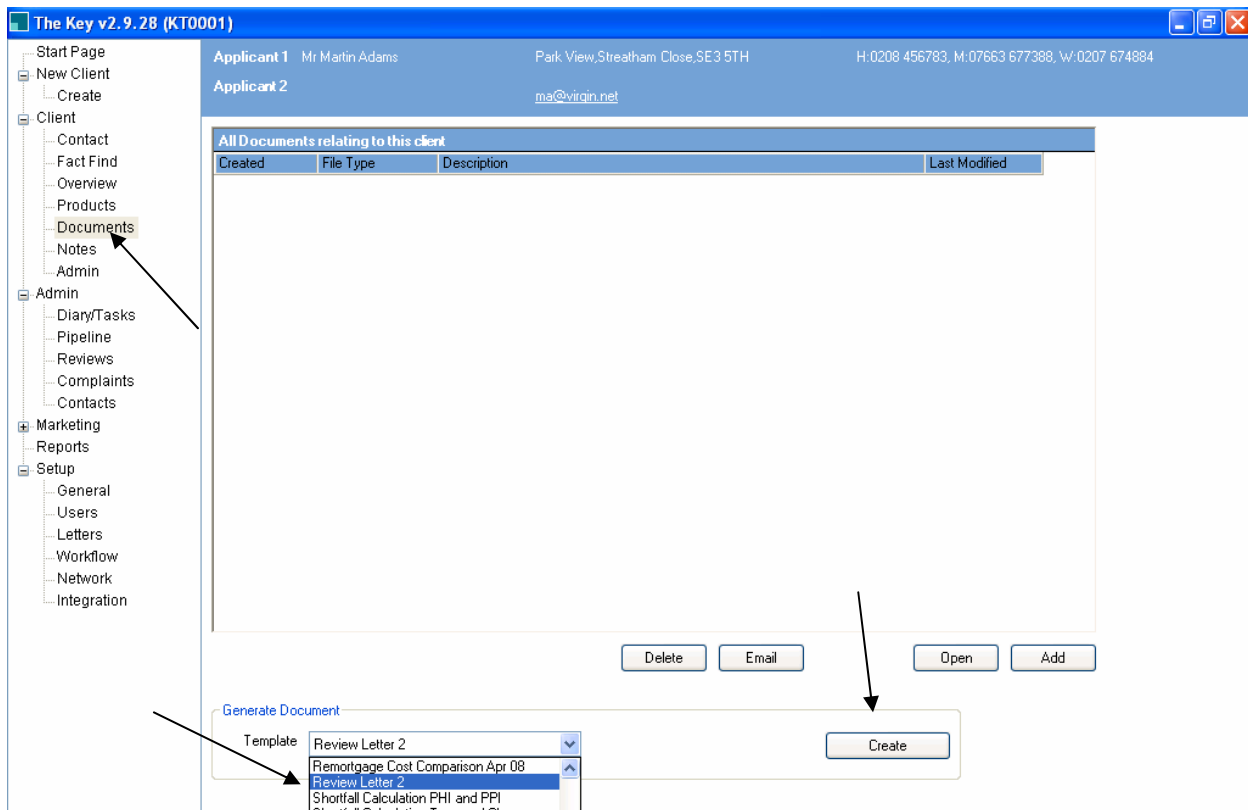 The Key v2.9.28 (KT0001)
Start Page
New Client
Create
Client
Contact
Fact Find
Overview
Products
Documents
Notes
Admin
Admin
Diary/Tasks
Pipeline
Reviews
Complaints
Contacts
Marketing
Reports
Setup
General
Users
Letters
Workflow
Network
Integration
Applicant 1 Mr Martin Adams Park View,Streatham Close,SE3 5TH H:0208 456783, M:07663 677388, W:0207 674884
Applicant 2 ma@virgin.net
All Documents relating to this client
Created File Type Description Last Modified
Delete Email Open Add
Generate Document
Template Review Letter 2 Create
Remortgage Cost Comparison Apr 08
Review Letter 2
Shortfall Calculation PHI and PPI